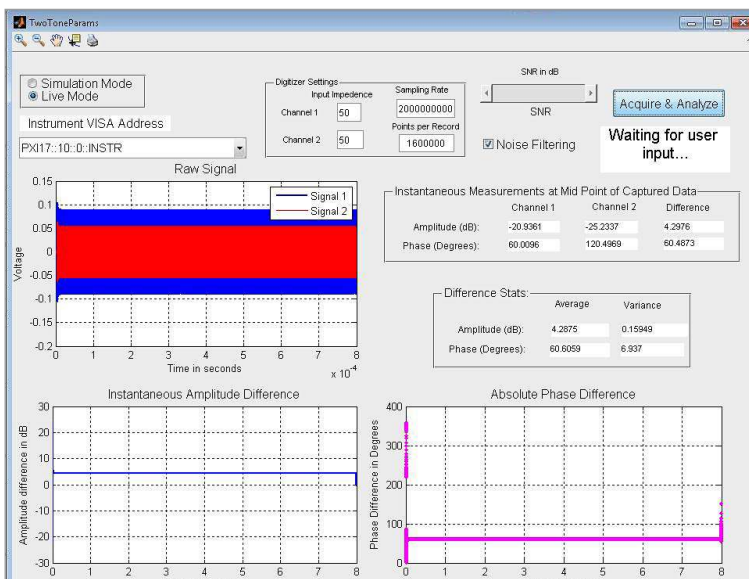 TwoToneParams
Simulation Mode
Live Mode
Instrument VISA Address
PXI17::10::0::INSTR
Digitizer Settings
Input Impedence
Sampling Rate
Channel 1
50
2000000000
Channel 2
50
Points per Record
1600000
SNR in dB
SNR
Noise Filtering
Acquire & Analyze
Waiting for user
input...
Raw Signal
0.15
0.1
0.05
0
-0.05
-0.1
-0.15
-0.2
Voltage
Signal 1
Signal 2
0 1 2 3 4 5 6 7 8
Time in seconds
x 10-4
Instantaneous Measurements at Mid Point of Captured Data
Channel 1 Channel 2 Difference
Amplitude (dB): -20.9361 -25.2337 4.2976
Phase (Degrees): 60.0096 120.4969 60.4873
Difference Stats:
Average Variance
Amplitude (dB): 4.2875 0.15949
Phase (Degrees): 60.6059 6.937
Instantaneous Amplitude Difference
30
20
10
0
-10
-20
-30
Amplitude difference in dB
0 1 2 3 4 5 6 7 8
Absolute Phase Difference
400
300
200
100
0
Phase Difference in Degrees
0 1 2 3 4 5 6 7 8